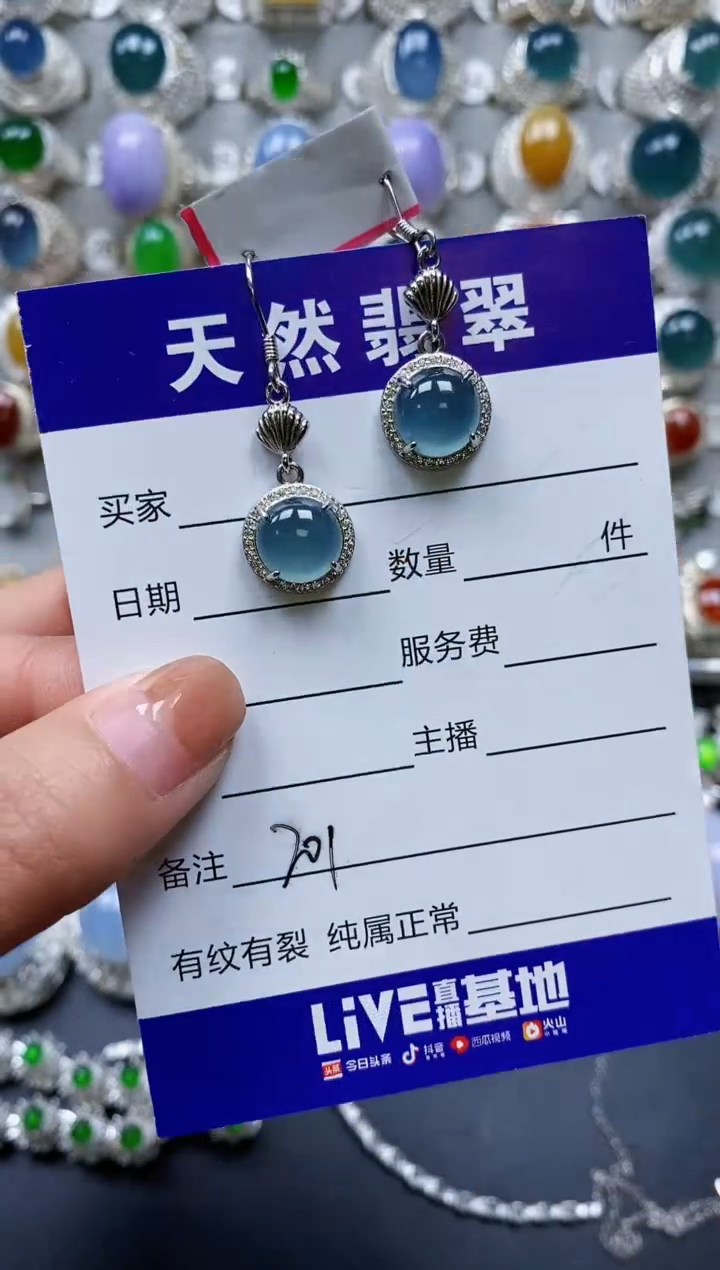 天然翡翠
买家
日期 数量 件
服务费
主播
备注 701
有纹有裂 纯属正常
LiVE直播基地
头条 今日头条 抖音 西瓜视频 火山